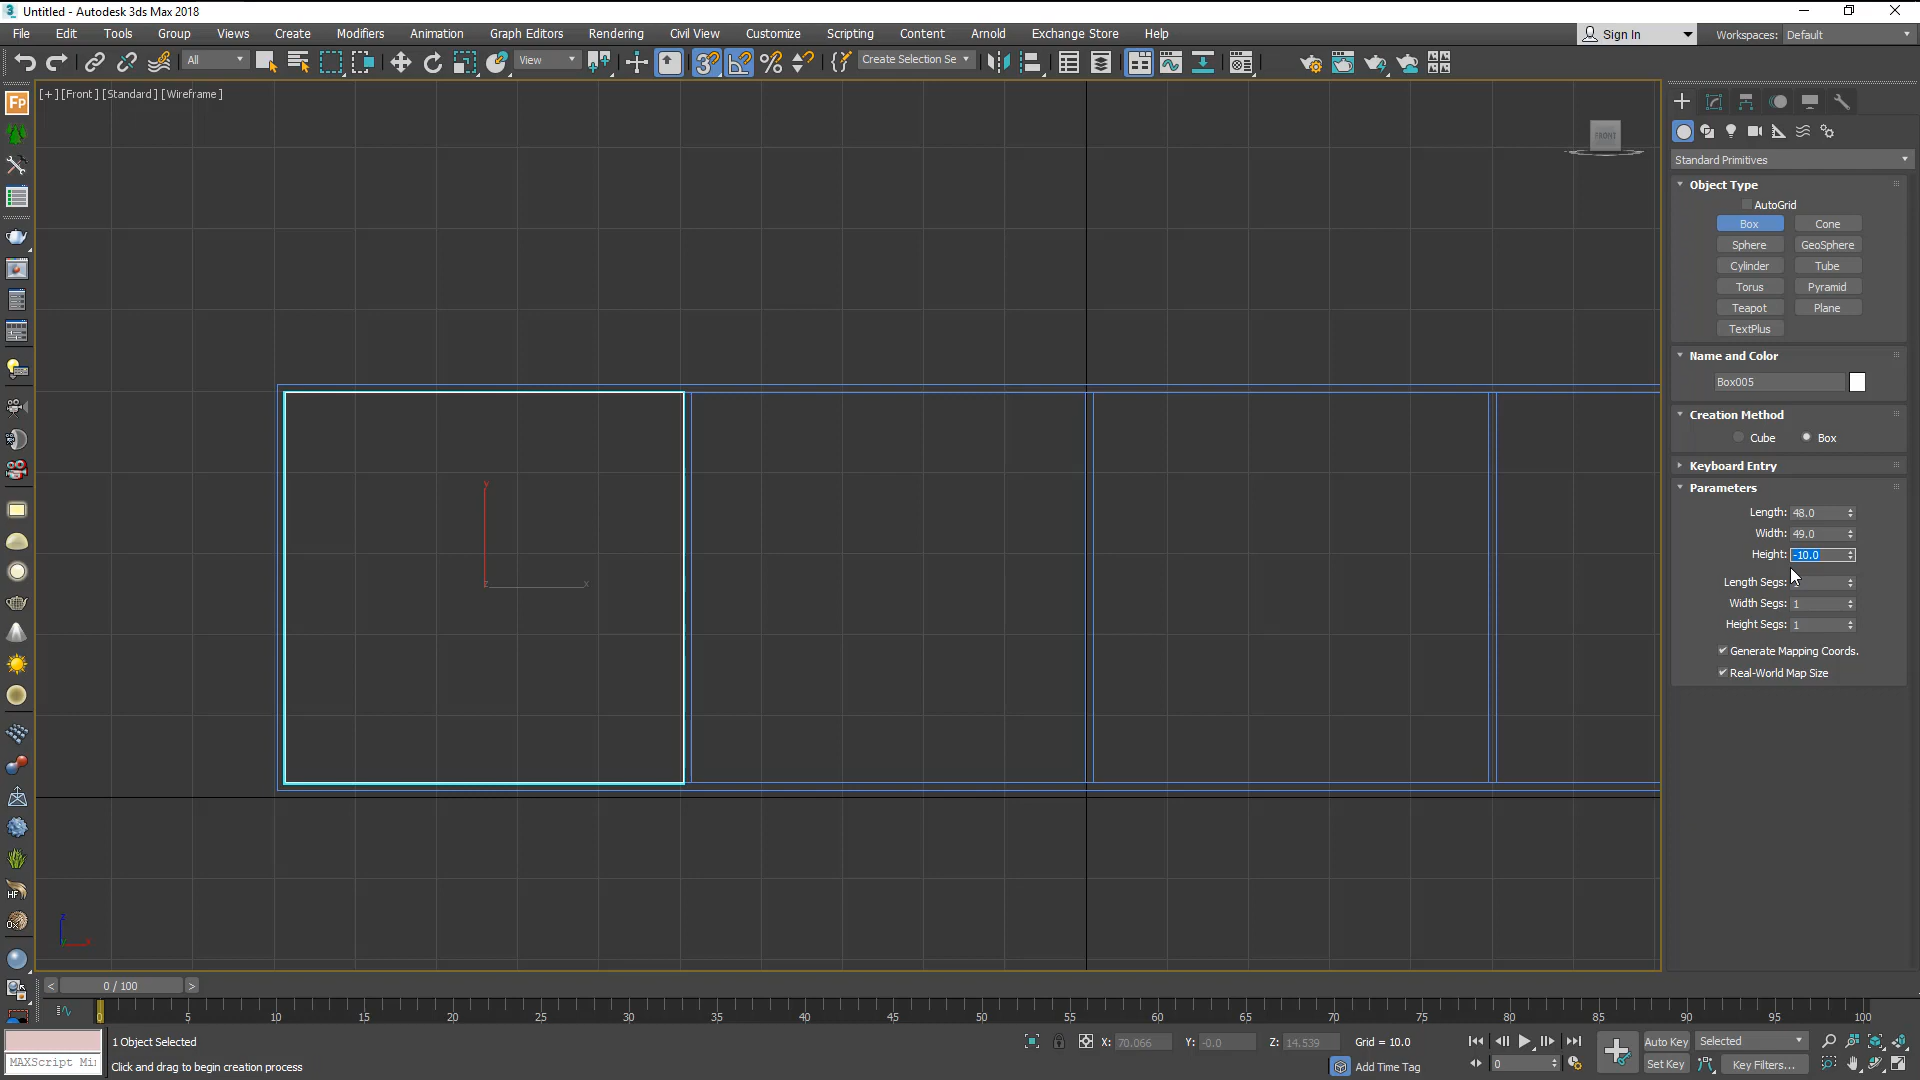 3 Untitled - Autodesk 3ds Max 2018
File Edit Tools Group Views Create Modifiers Animation Graph Editors Rendering Civil View Customize Scripting Content Arnold Exchange Store Help Sign In Workspaces: Default
All View Create Selection Se
[+] [Front] [Standard] [Wireframe]
FRONT
Fp
HF
OX
Standard Primitives
Object Type
AutoGrid
Box Cone
Sphere GeoSphere
Cylinder Tube
Torus Pyramid
Teapot Plane
TextPlus
Name and Color
Box005
Creation Method
Cube Box
Keyboard Entry
Parameters
Length: 48.0
Width: 49.0
Height: -10.0
Length Segs:
Width Segs: 1
Height Segs: 1
Generate Mapping Coords.
Real-World Map Size
y
z x
z
x
< 0 / 100 >
0 5 10 15 20 25 30 35 40 45 50 55 60 65 70 75 80 85 90 95 100
1 Object Selected X: 70.066 Y: -0.0 Z: 14.539 Grid = 10.0 Auto Key Selected
MAXScript Mi Click and drag to begin creation process Add Time Tag 0 Set Key Key Filters...